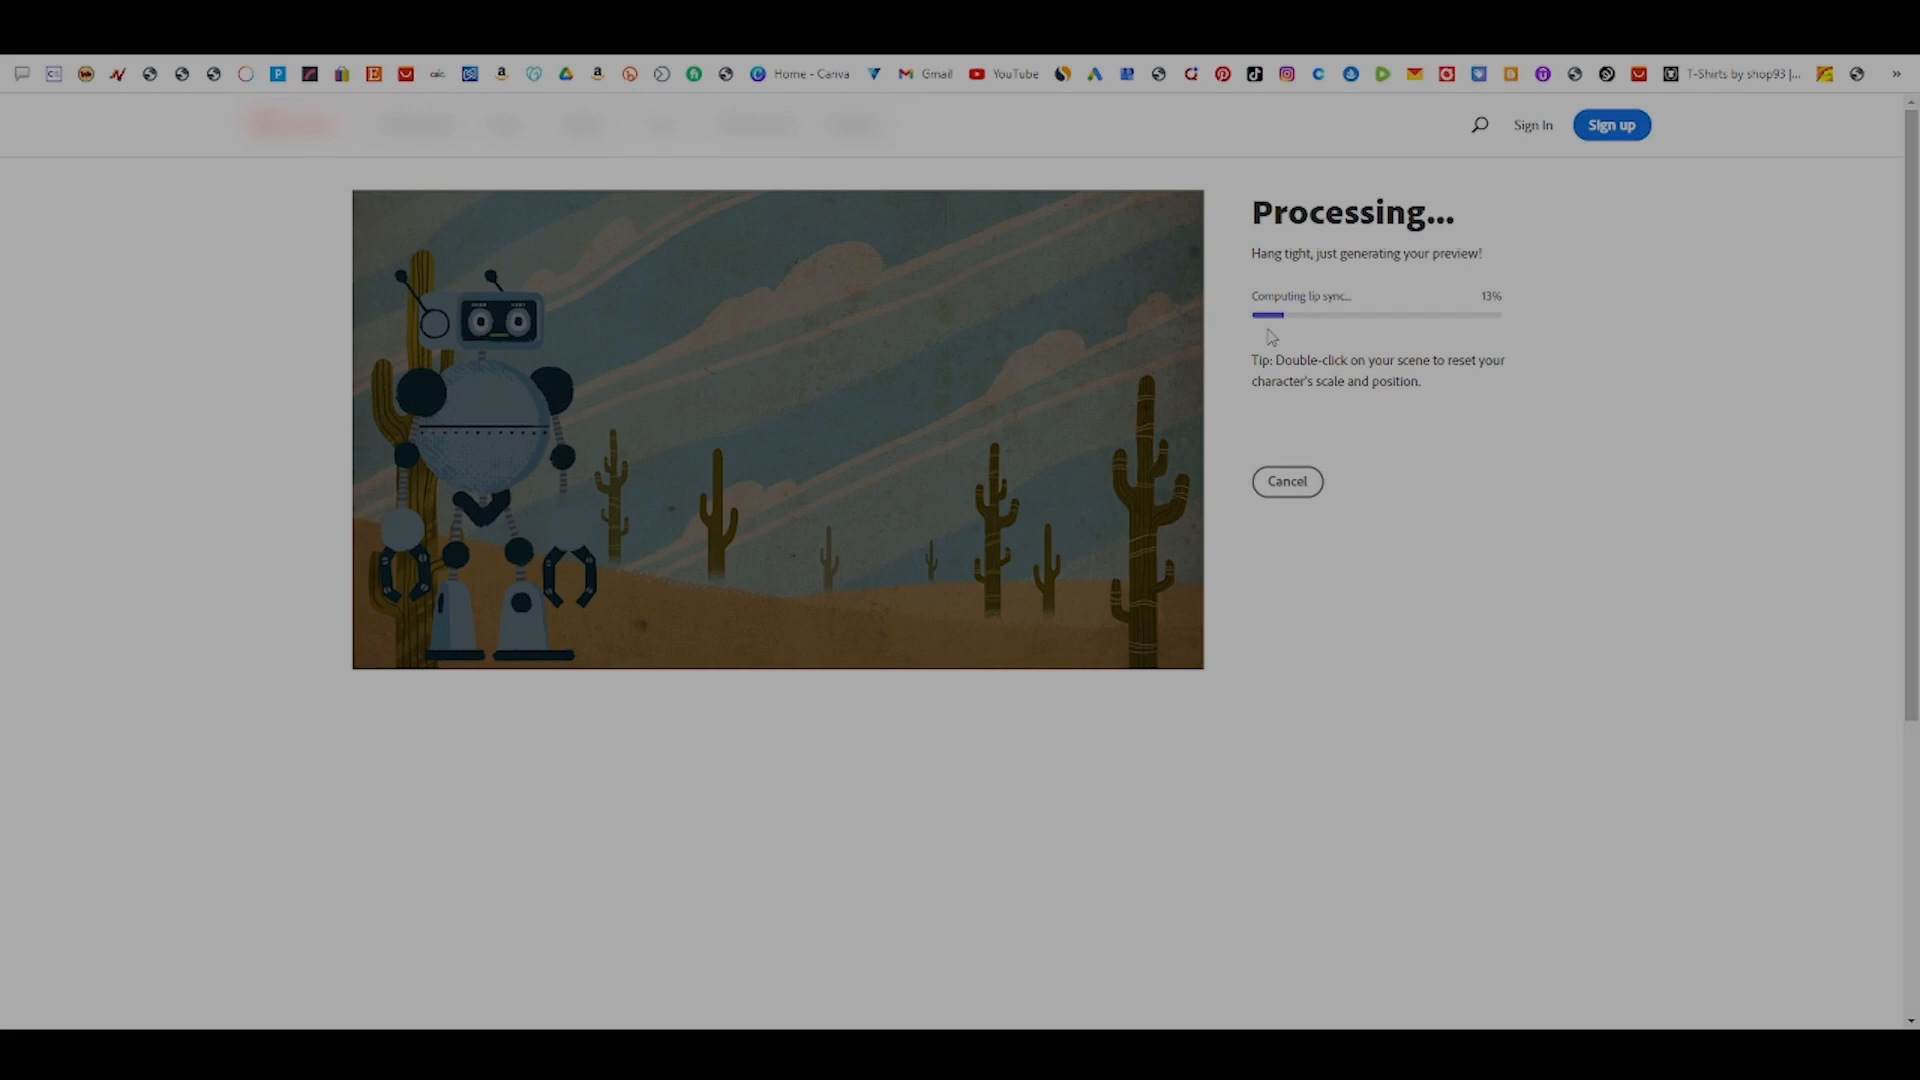 Home - Canva
Gmail
YouTube
T-Shirts by shop93 |...
Sign In
Sign up
Processing...
Hang tight, just generating your preview!
Computing lip sync...
13%
Tip: Double-click on your scene to reset your
character's scale and position.
Cancel